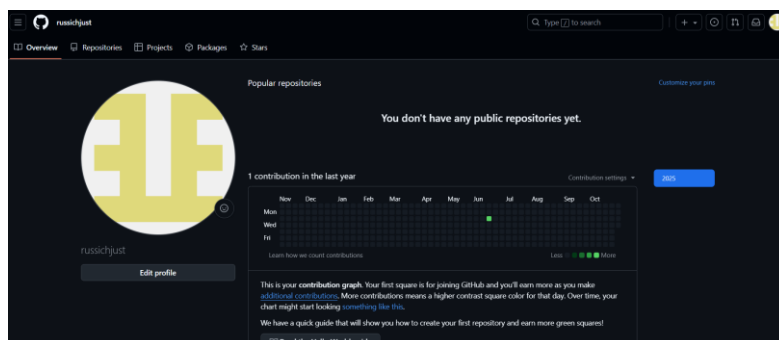 russichjust
Type / to search
Overview
Repositories
Projects
Packages
Stars
Popular repositories
Customize your pins
You don't have any public repositories yet.
1 contribution in the last year
Contribution settings
2025
Nov Dec Jan Feb Mar Apr May Jun Jul Aug Sep Oct
Mon
Wed
Fri
Learn how we count contributions
Less
More
russichjust
Edit profile
This is your contribution graph. Your first square is for joining GitHub and you'll earn more as you make
additional contributions. More contributions means a higher contrast square color for that day. Over time, your
chart might start looking something like this.
We have a quick guide that will show you how to create your first repository and earn more green squares!